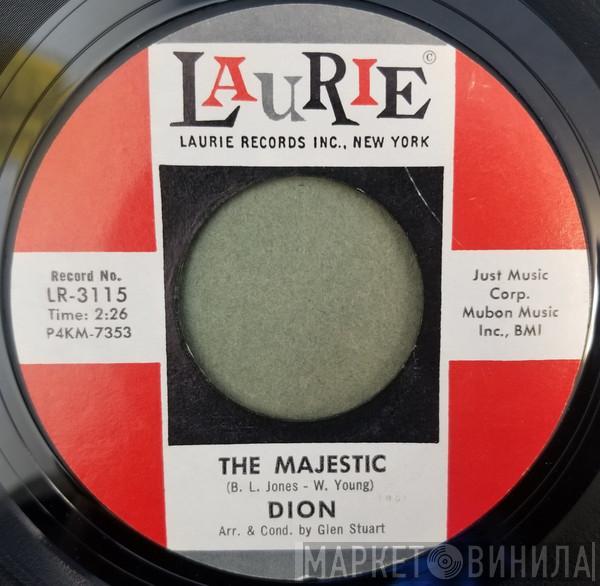 LAURIE ©
LAURIE RECORDS INC., NEW YORK
Record No.
LR-3115
Time: 2:26
P4KM-7353
Just Music
Corp.
Mubon Music
Inc., BMI
THE MAJESTIC
(B. L. Jones - W. Young)
DION
Arr. & Cond. by Glen Stuart
МАРКЕТ ВИНИЛА